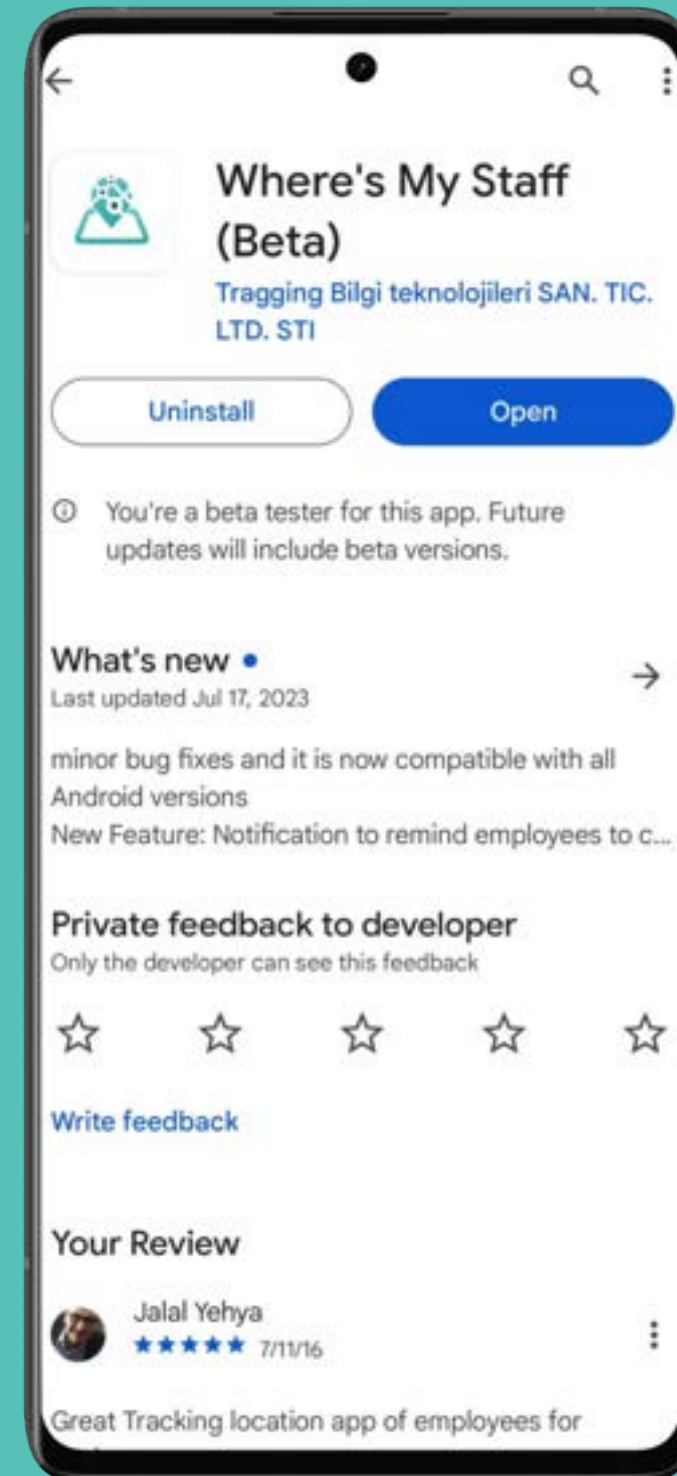 Where's My Staff
(Beta)
Tragging Bilgi teknolojileri SAN. TIC.
LTD. STI
Uninstall
Open
You're a beta tester for this app. Future
updates will include beta versions.
What's new
Last updated Jul 17, 2023
minor bug fixes and it is now compatible with all
Android versions
New Feature: Notification to remind employees to c...
Private feedback to developer
Only the developer can see this feedback
Write feedback
Your Review
Jalal Yehya
7/11/16
Great Tracking location app of employees for